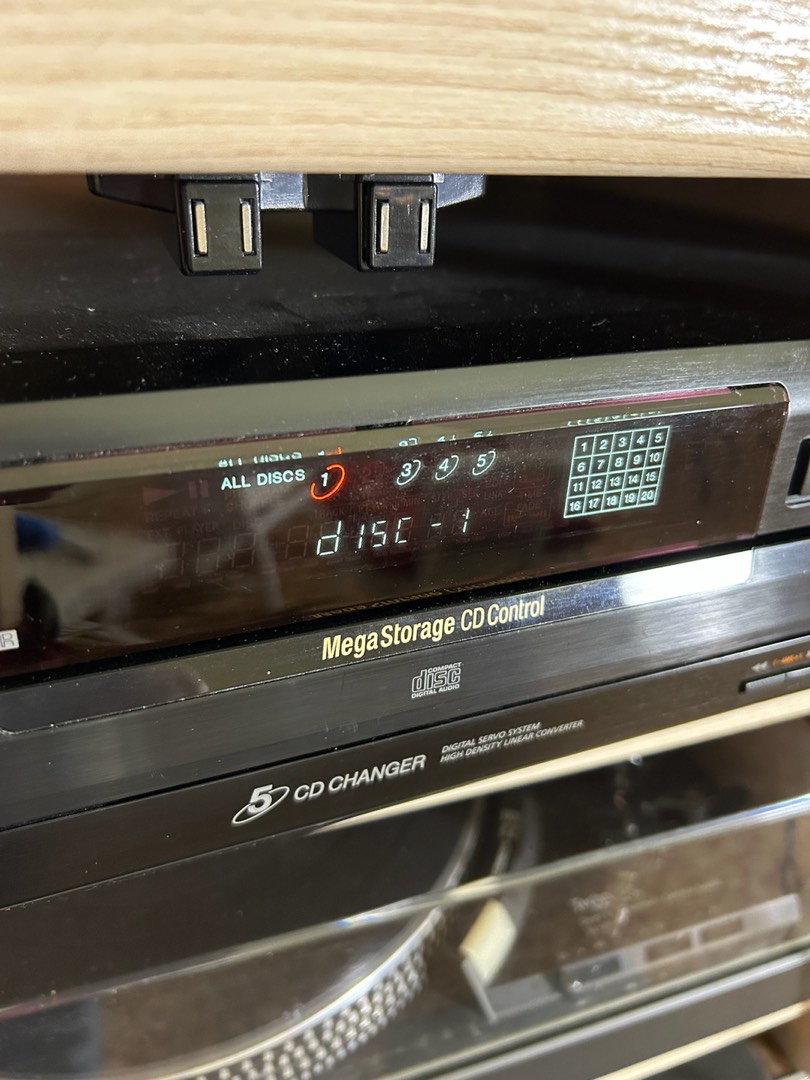 ALL DISCS 1 3 4 5
disc-1
1 2 3 4 5
6 7 8 9 10
11 12 13 14 15
16 17 18 19 20
R
MegaStorage CD Control
COMPACT
disc
DIGITAL AUDIO
DIGITAL SERVO SYSTEM
HIGH DENSITY LINEAR CONVERTER
5 CD CHANGER